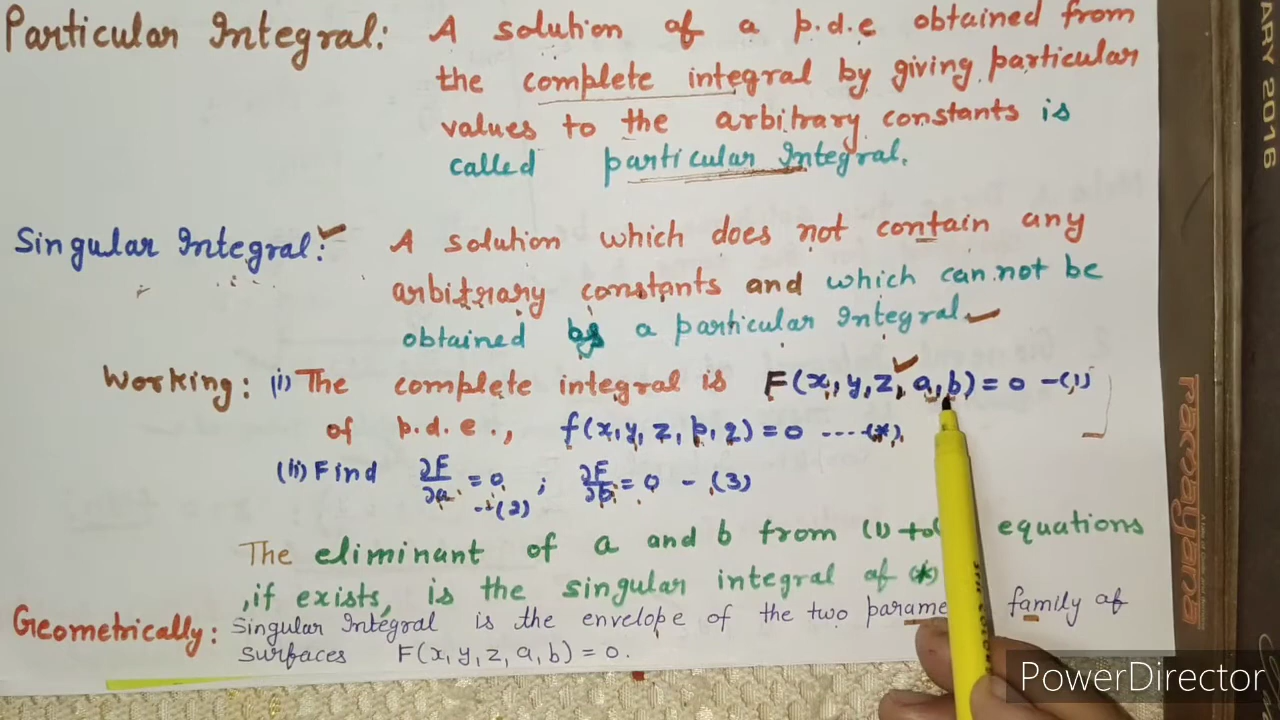 Particular Integral: A solution of a p.d.e obtained from
the complete integral by giving particular
values to the arbitrary constants is
called particular Integral.
Singular Integral: A solution which does not contain any
arbitrary constants and which can not be
obtained by a particular Integral.
Working: (i) The complete integral is F(x,y,z,a,b)=0 -(1)
of p.d.e., f(x,y,z,p,q)=0 ----(*).
(ii) Find ∂F/∂a =0 -(2) ; ∂F/∂b =0 - (3)
The eliminant of a and b from (1) to equations
,if exists, is the singular integral of (*)
Geometrically: Singular Integral is the envelope of the two parame family of
surfaces F(x,y,z,a,b)=0.
ARY 2016
Racolyana
PowerDirector